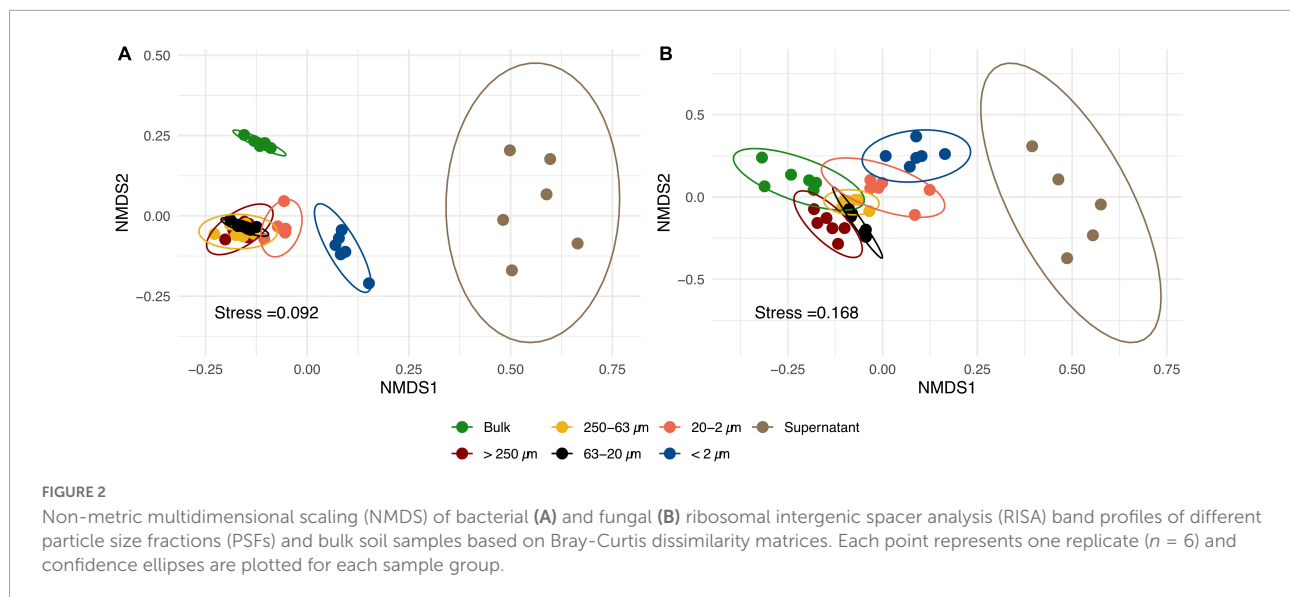 A
B
0.50
0.25
0.00
−0.25
NMDS2
−0.25
0.00
0.25
0.50
0.75
NMDS1
Stress =0.092
0.5
0.0
−0.5
NMDS2
−0.25
0.00
0.25
0.50
0.75
NMDS1
Stress =0.168
Bulk 250−63 μm 20−2 μm Supernatant
> 250 μm 63−20 μm < 2 μm
FIGURE 2
Non-metric multidimensional scaling (NMDS) of bacterial (A) and fungal (B) ribosomal intergenic spacer analysis (RISA) band profiles of different
particle size fractions (PSFs) and bulk soil samples based on Bray-Curtis dissimilarity matrices. Each point represents one replicate (n = 6) and
confidence ellipses are plotted for each sample group.